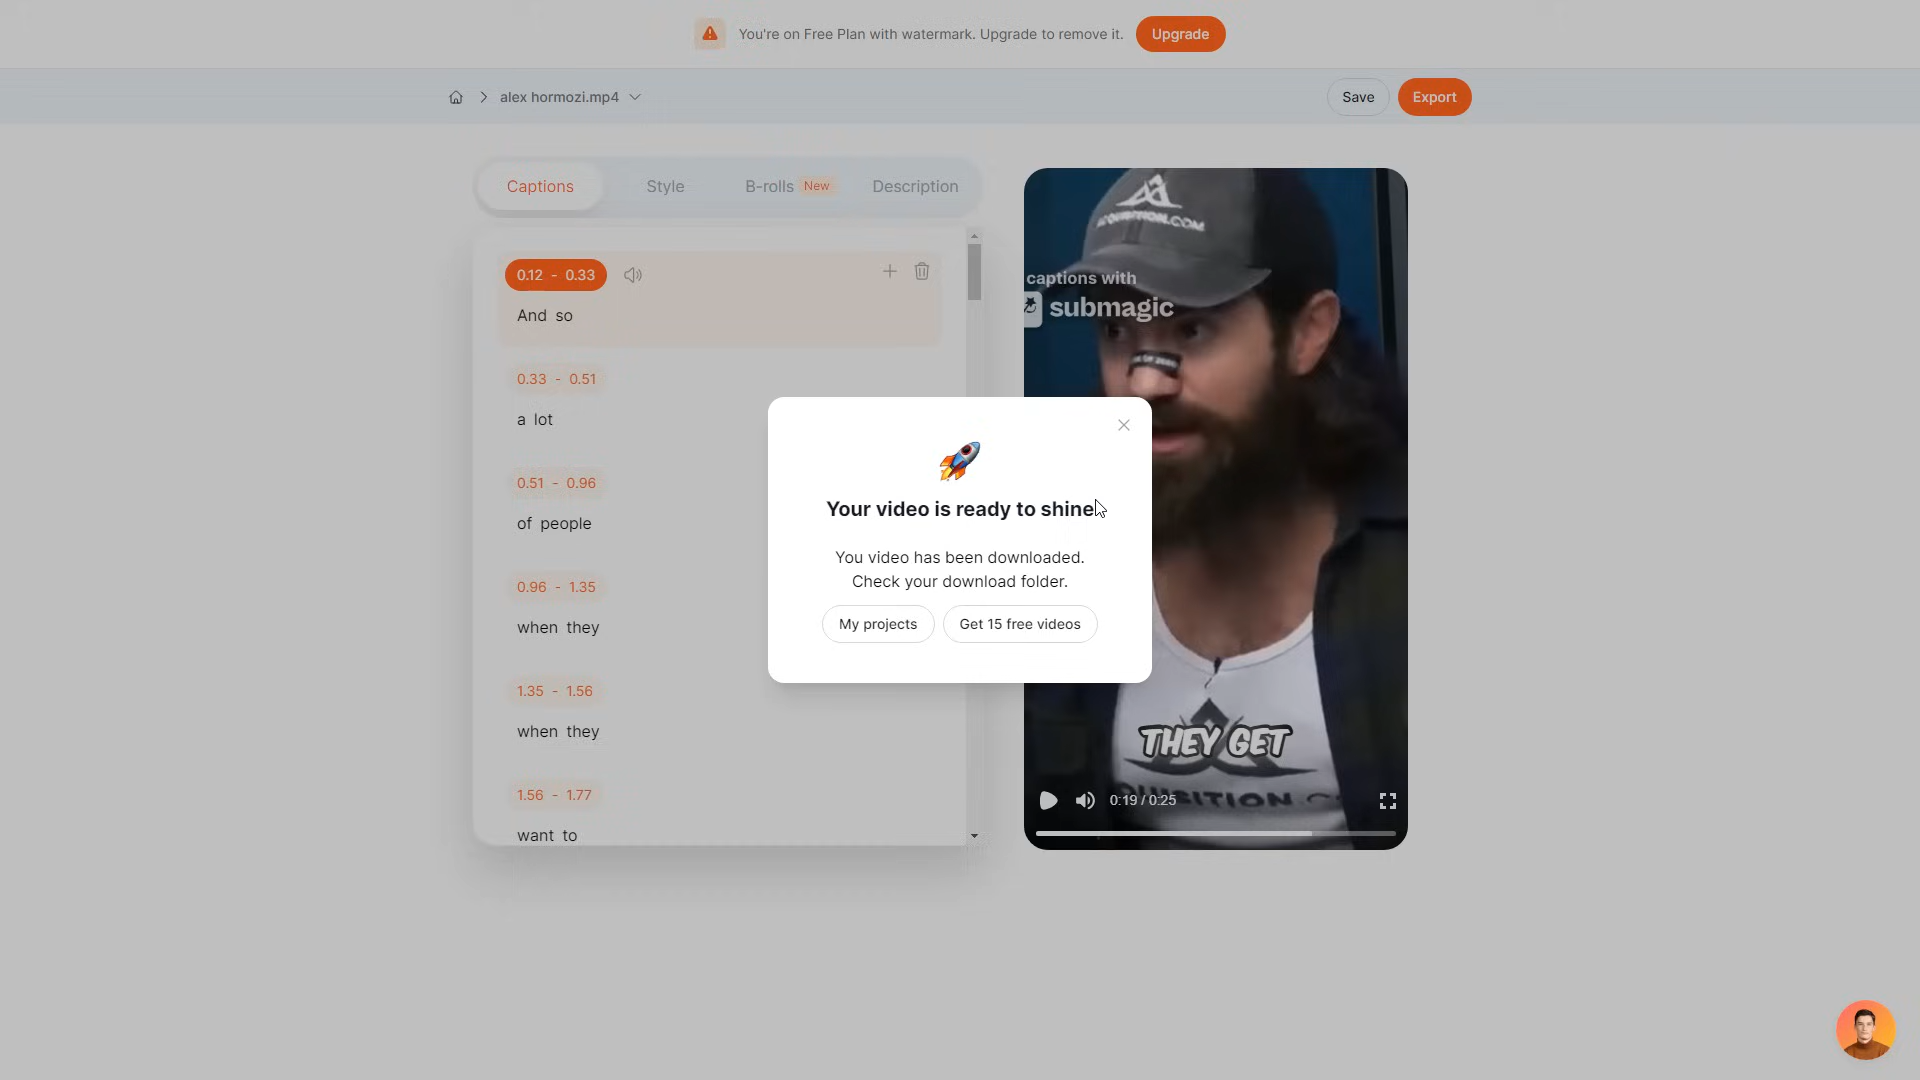 You're on Free Plan with watermark. Upgrade to remove it.
Upgrade
alex hormozi.mp4
Save
Export
Captions
Style
B-rolls New
Description
0.12 - 0.33
And so
0.33 - 0.51
a lot
0.51 - 0.96
of people
0.96 - 1.35
when they
1.35 - 1.56
when they
1.56 - 1.77
want to
ACQUISITION.COM
captions with
submagic
THEY GET
0:19 / 0:25
Your video is ready to shine
You video has been downloaded.
Check your download folder.
My projects
Get 15 free videos